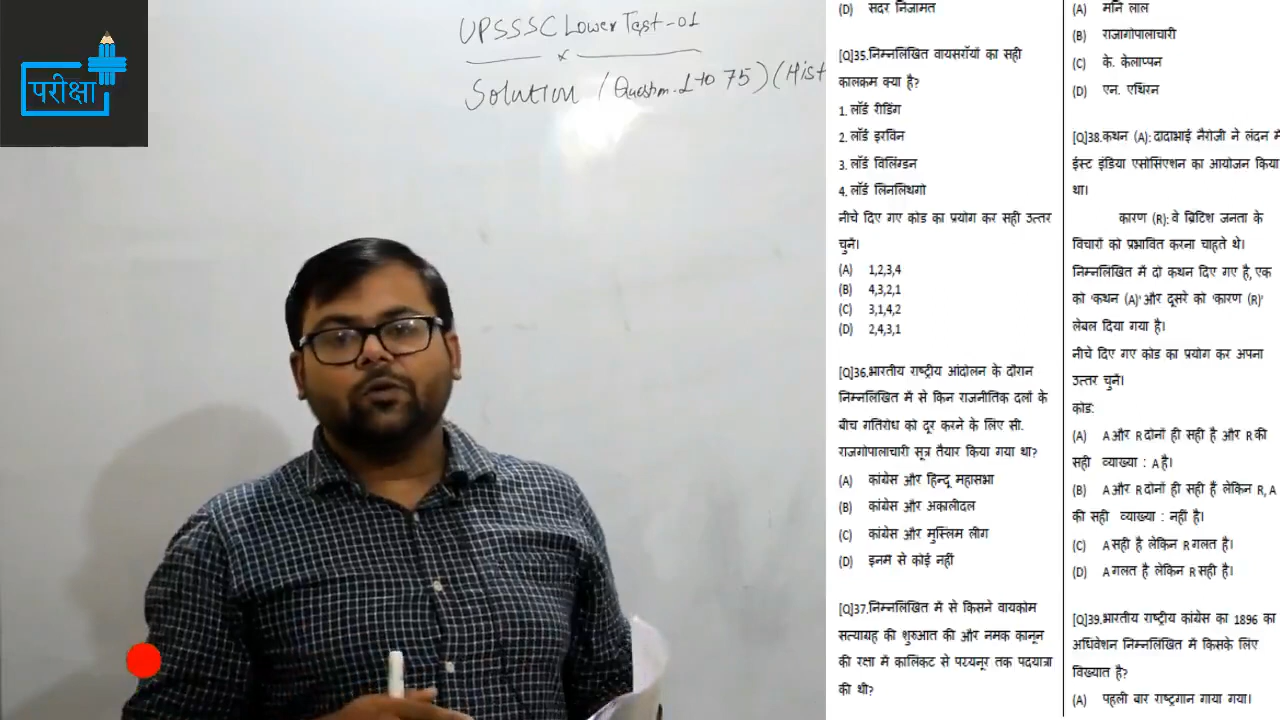 परीक्षा
UPSSSC Lower Test-01
Solution (Question. 1 to 75) (Hist
(D) सदर निजामत
[Q]35.निम्नलिखित वायसरॉयों का सही
कालक्रम क्या है?
1. लॉर्ड रीडिंग
2. लॉर्ड इरविन
3. लॉर्ड विलिंग्डन
4. लॉर्ड लिनलिथगो
नीचे दिए गए कोड का प्रयोग कर सही उत्तर
चुनें।
(A) 1,2,3,4
(B) 4,3,2,1
(C) 3,1,4,2
(D) 2,4,3,1
[Q]36.भारतीय राष्ट्रीय आंदोलन के दौरान
निम्नलिखित में से किन राजनीतिक दलों के
बीच गतिरोध को दूर करने के लिए सी.
राजगोपालाचारी सूत्र तैयार किया गया था?
(A) कांग्रेस और हिन्दू महासभा
(B) कांग्रेस और अकालीदल
(C) कांग्रेस और मुस्लिम लीग
(D) इनमें से कोई नहीं
[Q]37.निम्नलिखित में से किसने वायकोम
सत्याग्रह की शुरुआत की और नमक कानून
की रक्षा में कालिकट से पय्यनूर तक पदयात्रा
की थी?
(A) मनि लाल
(B) राजागोपालाचारी
(C) के. केलाप्पन
(D) एन. एथिरन
[Q]38.कथन (A): दादाभाई नैरोजी ने लंदन में
ईस्ट इंडिया एसोसिएशन का आयोजन किया
था।
कारण (R): वे ब्रिटिश जनता के
विचारों को प्रभावित करना चाहते थे।
निम्नलिखित में दो कथन दिए गए है, एक
को 'कथन (A)' और दूसरे को 'कारण (R)'
लेबल दिया गया है।
नीचे दिए गए कोड का प्रयोग कर अपना
उत्तर चुनें।
कोड:
(A) A और R दोनों ही सही है और R की
सही व्याख्या : A है।
(B) A और R दोनों ही सही हैं लेकिन R, A
की सही व्याख्या : नहीं है।
(C) A सही है लेकिन R गलत है।
(D) A गलत है लेकिन R सही है।
[Q]39.भारतीय राष्ट्रीय कांग्रेस का 1896 का
अधिवेशन निम्नलिखित में किसके लिए
विख्यात है?
(A) पहली बार राष्ट्रगान गाया गया।